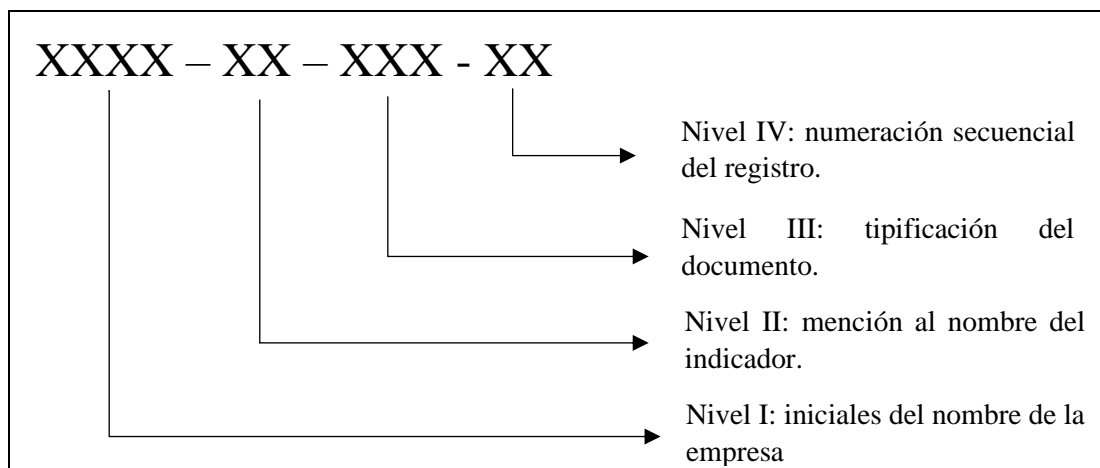 XXXX – XX – XXX - XX
Nivel IV: numeración secuencial
del registro.
Nivel III: tipificación del
documento.
Nivel II: mención al nombre del
indicador.
Nivel I: iniciales del nombre de la
empresa